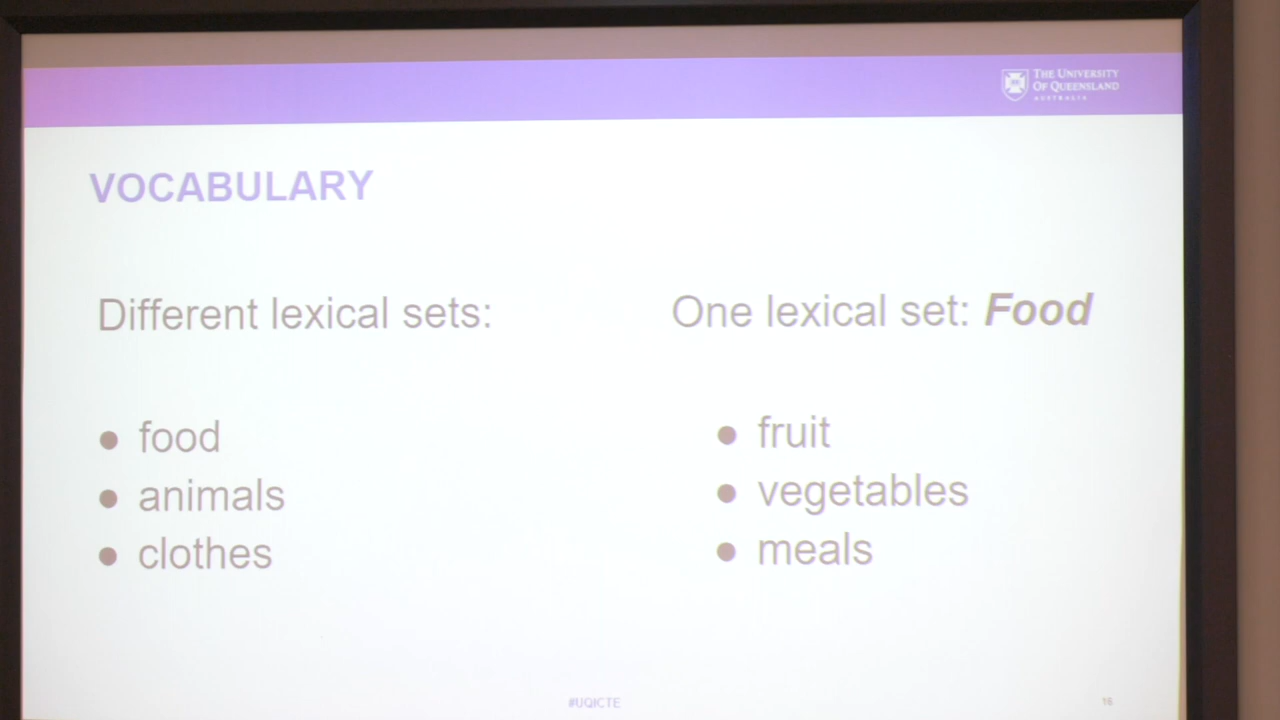 THE UNIVERSITY
OF QUEENSLAND
AUSTRALIA
VOCABULARY
Different lexical sets:
● food
● animals
● clothes
One lexical set: Food
● fruit
● vegetables
● meals
#UQICTE
16